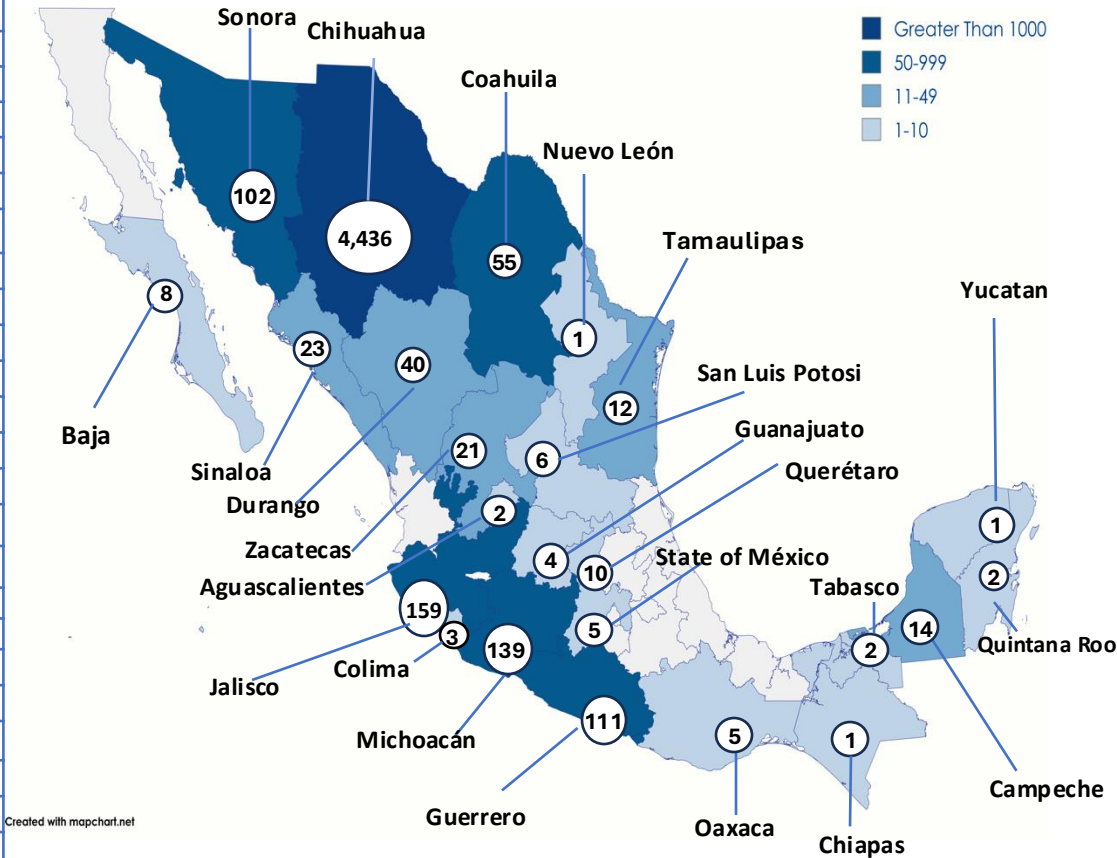 Sonora
Chihuahua
Greater Than 1000
50-999
11-49
1-10
Coahuila
Nuevo León
102
4,436
55
Tamaulipas
Yucatan
8
1
23
40
San Luis Potosi
12
Guanajuato
Baja
21
6
Querétaro
Sinaloa
Durango
2
1
Zacatecas
State of México
4
10
Aguascalientes
Tabasco
2
159
5
14
3
139
2
Quintana Roo
Colima
Jalisco
111
5
1
Michoacán
Campeche
Guerrero
Created with mapchart.net
Oaxaca
Chiapas